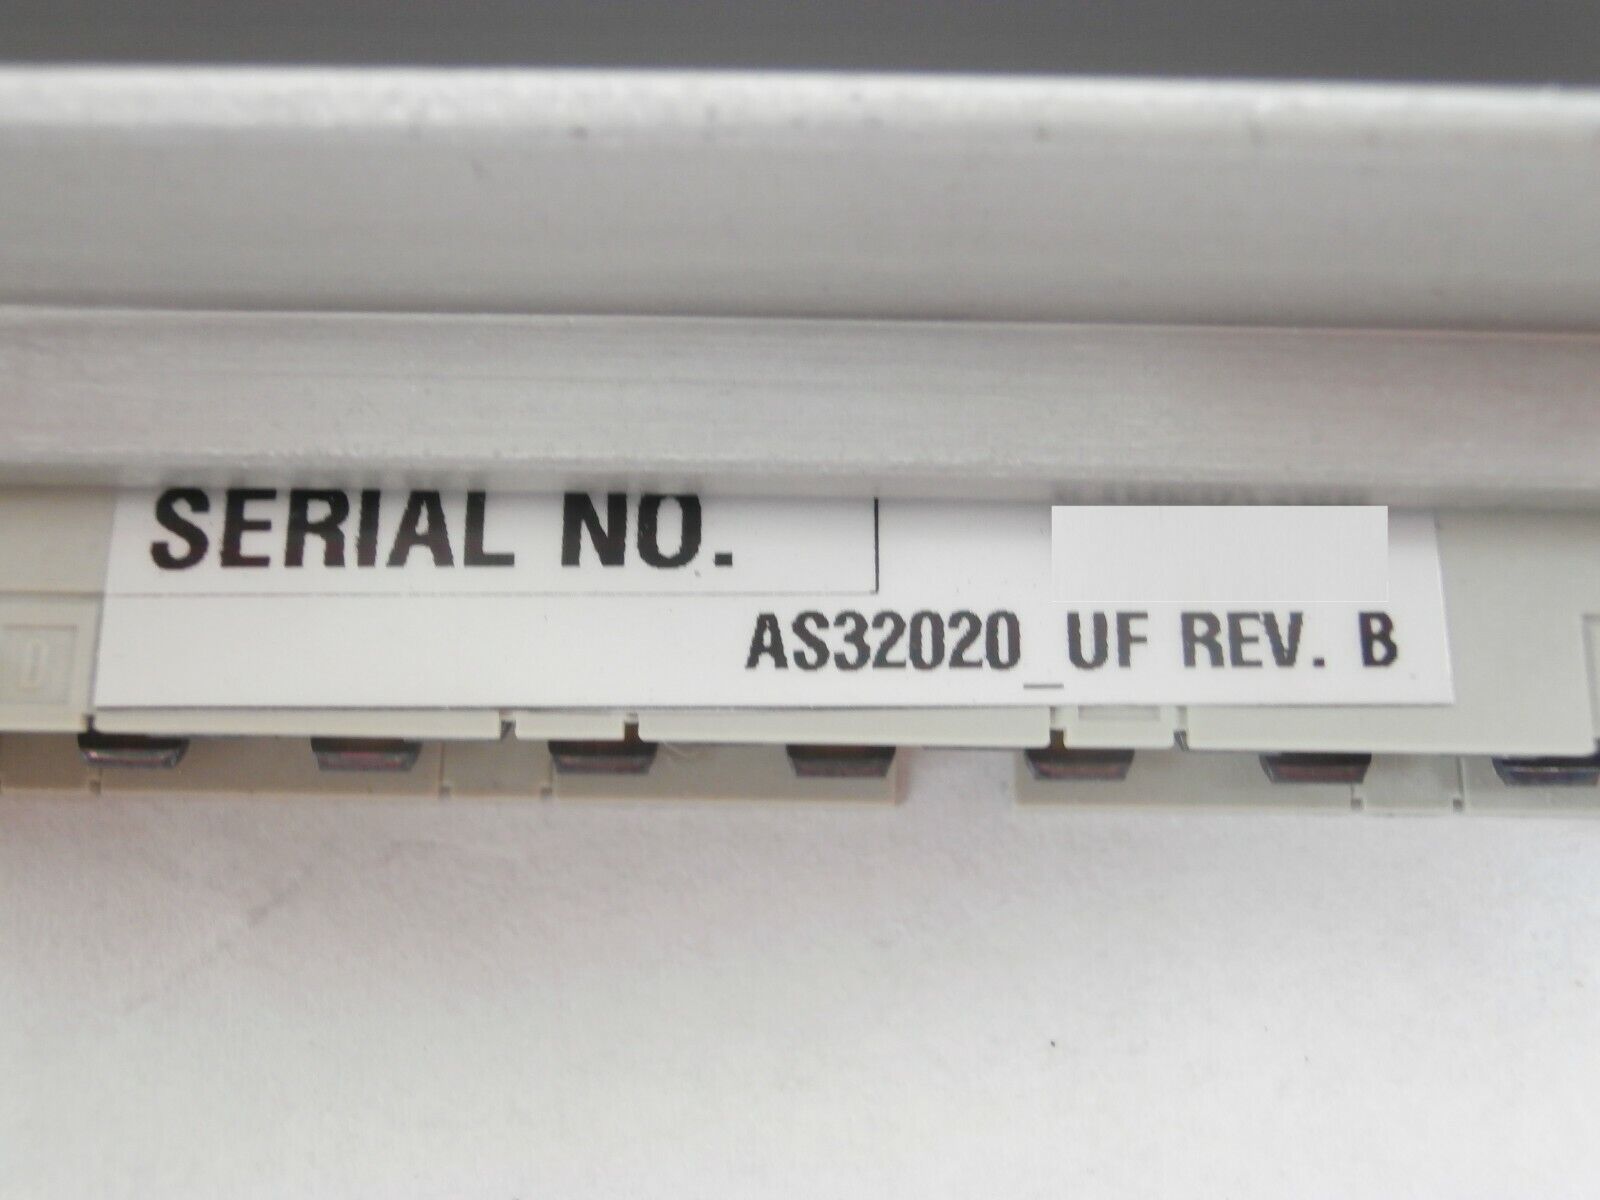 SERIAL NO.
AS32020_UF REV. B